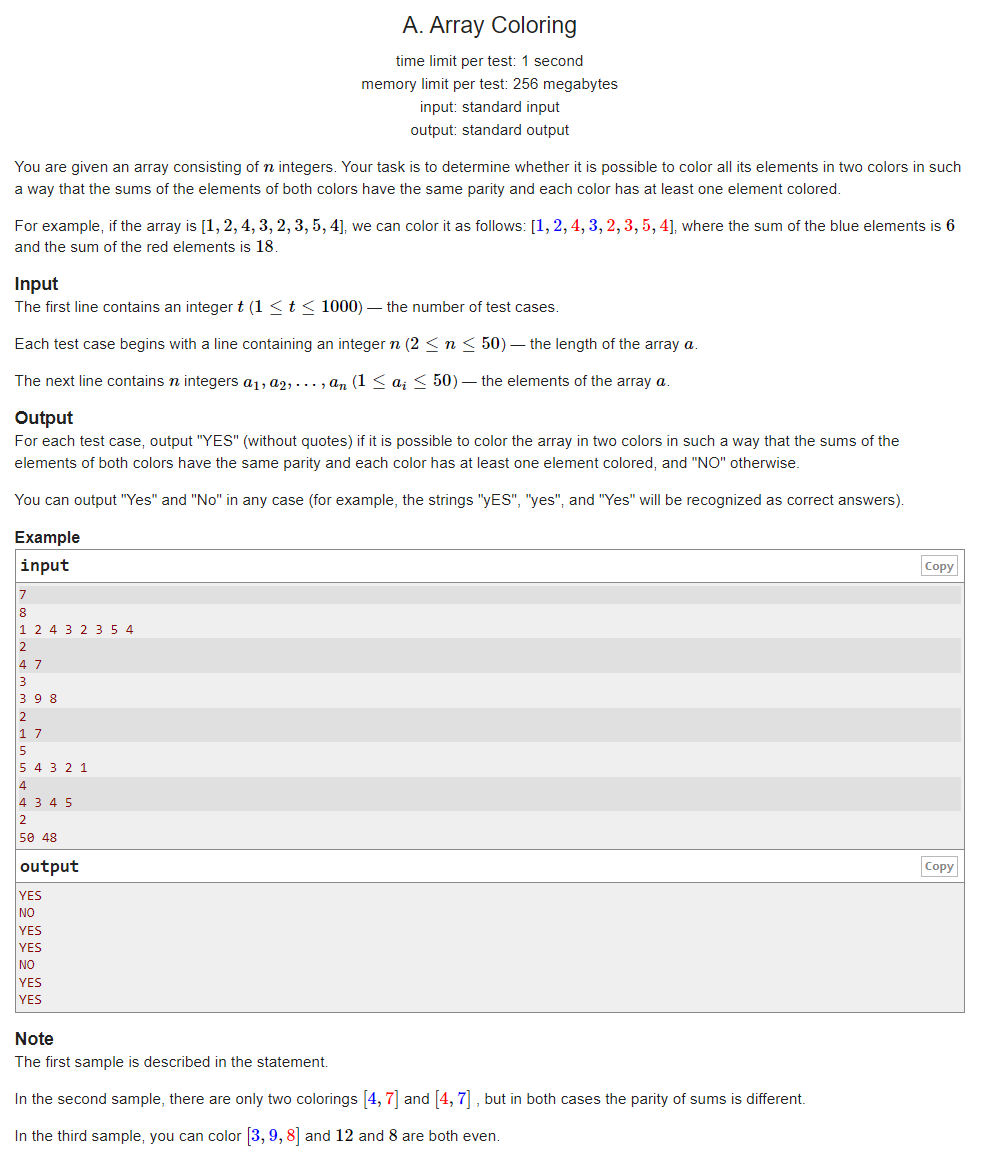 A. Array Coloring
time limit per test: 1 second
memory limit per test: 256 megabytes
input: standard input
output: standard output
You are given an array consisting of n integers. Your task is to determine whether it is possible to color all its elements in two colors in such
a way that the sums of the elements of both colors have the same parity and each color has at least one element colored.
For example, if the array is [1, 2, 4, 3, 2, 3, 5, 4], we can color it as follows: [1, 2, 4, 3, 2, 3, 5, 4], where the sum of the blue elements is 6
and the sum of the red elements is 18.
Input
The first line contains an integer t (1 ≤ t ≤ 1000) — the number of test cases.
Each test case begins with a line containing an integer n (2 ≤ n ≤ 50) — the length of the array a.
The next line contains n integers a₁, a₂, . . . , aₙ (1 ≤ aᵢ ≤ 50) — the elements of the array a.
Output
For each test case, output "YES" (without quotes) if it is possible to color the array in two colors in such a way that the sums of the
elements of both colors have the same parity and each color has at least one element colored, and "NO" otherwise.
You can output "Yes" and "No" in any case (for example, the strings "yES", "yes", and "Yes" will be recognized as correct answers).
Example
input Copy
7
8
1 2 4 3 2 3 5 4
2
4 7
3
3 9 8
2
1 7
5
5 4 3 2 1
4
4 3 4 5
2
50 48
output Copy
YES
NO
YES
YES
NO
YES
YES
Note
The first sample is described in the statement.
In the second sample, there are only two colorings [4, 7] and [4, 7] , but in both cases the parity of sums is different.
In the third sample, you can color [3, 9, 8] and 12 and 8 are both even.